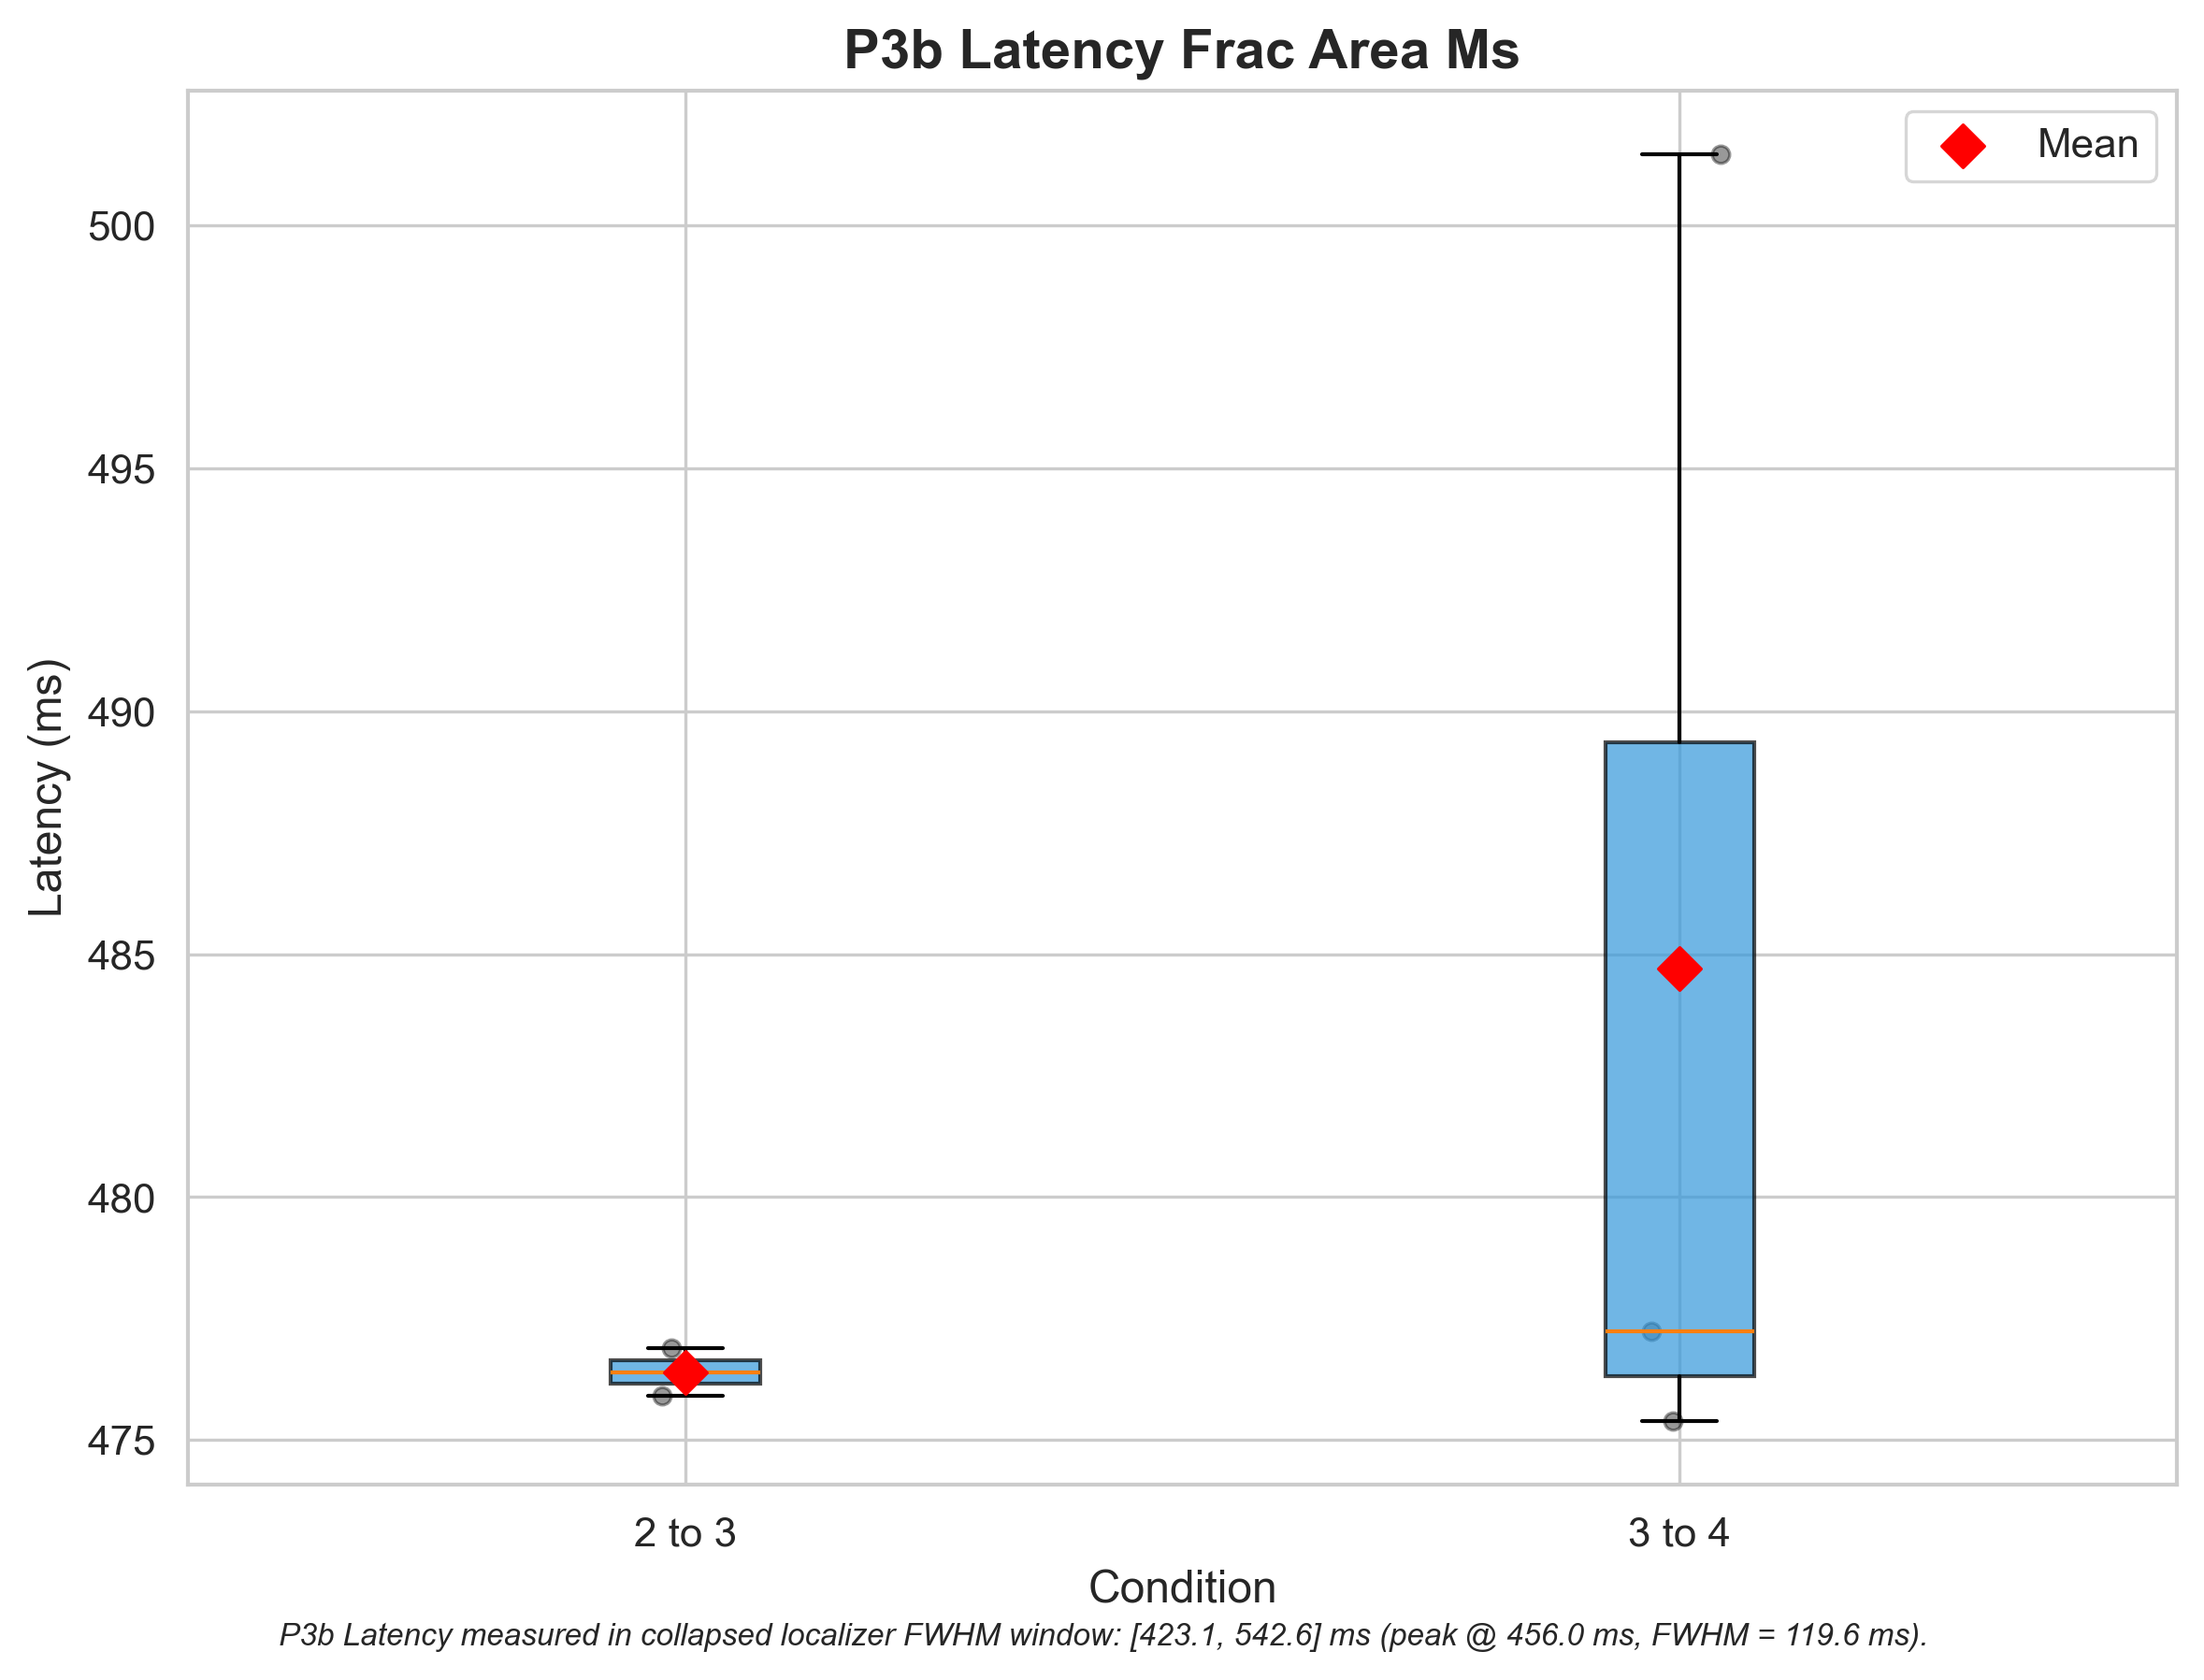 P3b Latency Frac Area Ms
Mean
500
495
490
485
480
475
Latency (ms)
2 to 3
3 to 4
Condition
P3b Latency measured in collapsed localizer FWHM window: [423.1, 542.6] ms (peak @ 456.0 ms, FWHM = 119.6 ms).